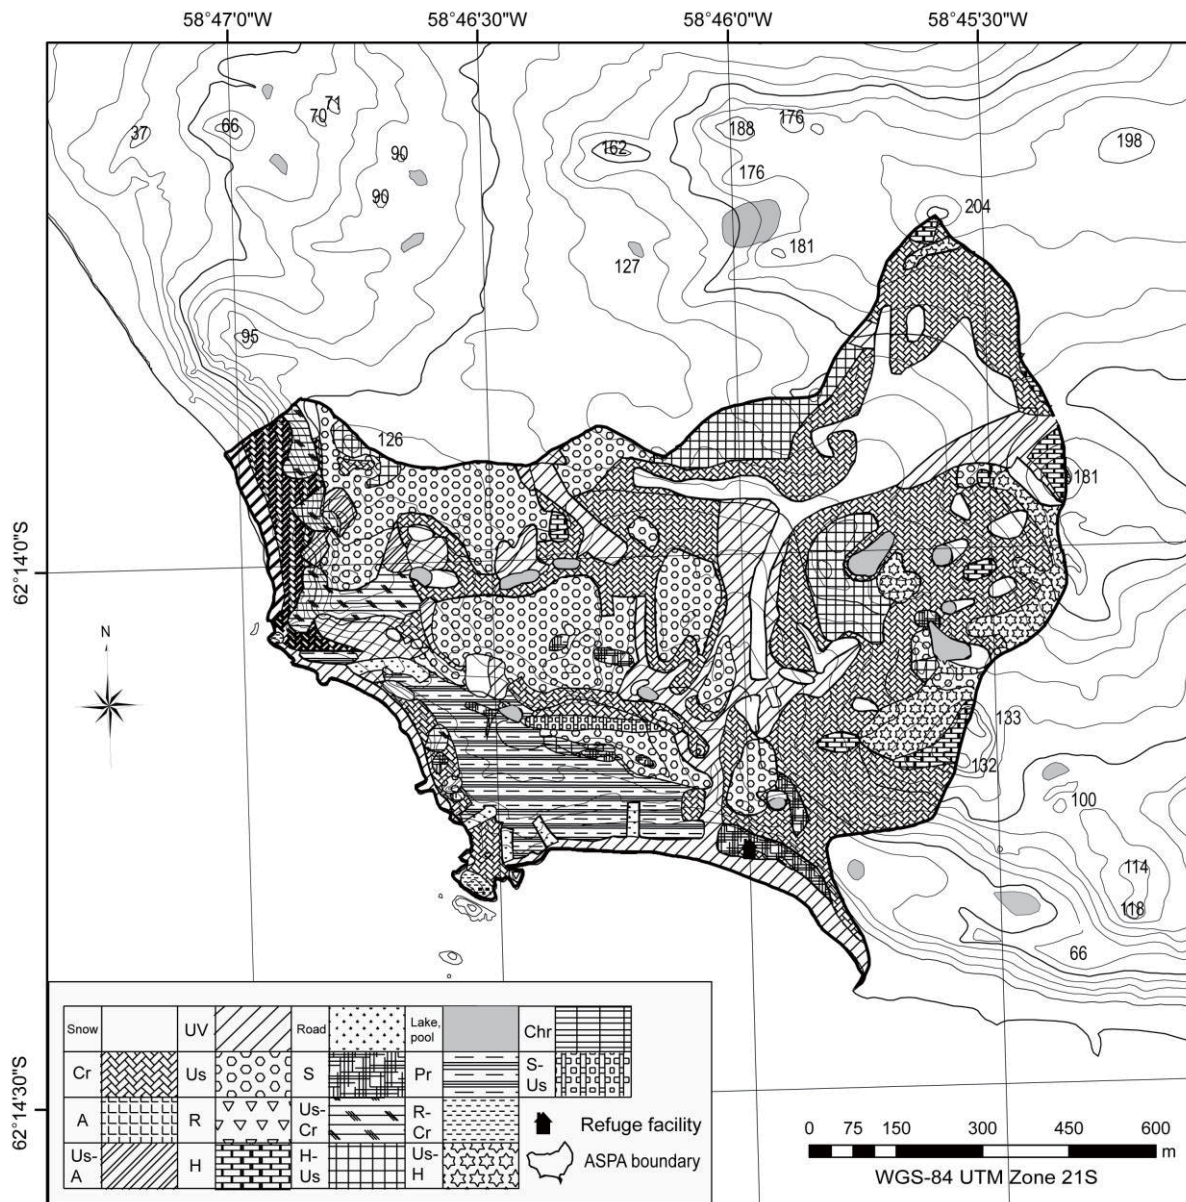 58°47'0"W 58°46'30"W 58°46'0"W 58°45'30"W
37 66 70 71 90 90 95
162 188 176 176 198
204
127 181
126
181
62°14'0"S
N
133
132
100
114
118
66
62°14'30"S
Snow UV Road Lake, pool Chr
Cr Us S Pr S-Us
A R Us-Cr R-Cr Refuge facility
Us-A H H-Us Us-H ASPA boundary
0 75 150 300 450 600 m
WGS-84 UTM Zone 21S